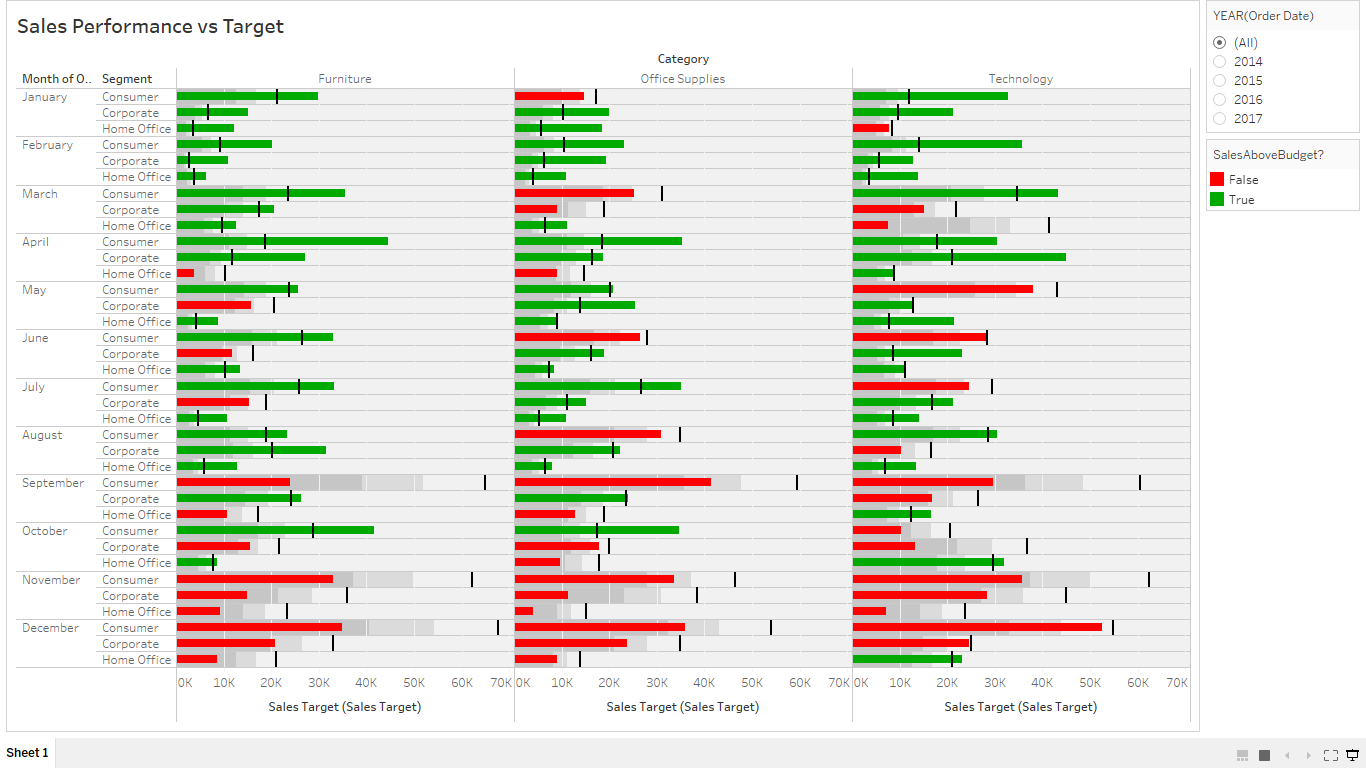 Sales Performance vs Target
Category
Month of O.. Segment Furniture Office Supplies Technology
January Consumer
Corporate
Home Office
February Consumer
Corporate
Home Office
March Consumer
Corporate
Home Office
April Consumer
Corporate
Home Office
May Consumer
Corporate
Home Office
June Consumer
Corporate
Home Office
July Consumer
Corporate
Home Office
August Consumer
Corporate
Home Office
September Consumer
Corporate
Home Office
October Consumer
Corporate
Home Office
November Consumer
Corporate
Home Office
December Consumer
Corporate
Home Office
0K 10K 20K 30K 40K 50K 60K 70K 0K 10K 20K 30K 40K 50K 60K 70K 0K 10K 20K 30K 40K 50K 60K 70K
Sales Target (Sales Target) Sales Target (Sales Target) Sales Target (Sales Target)
YEAR(Order Date)
(All)
2014
2015
2016
2017
SalesAboveBudget?
False
True
Sheet 1